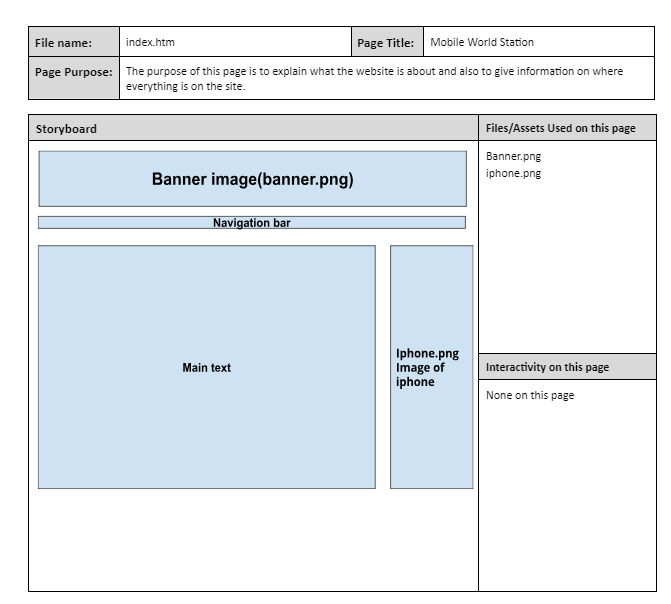 File name:
index.htm
Page Title:
Mobile World Station
Page Purpose:
The purpose of this page is to explain what the website is about and also to give information on where
everything is on the site.
Storyboard
Files/Assets Used on this page
Banner image(banner.png)
Navigation bar
Main text
Iphone.png
Image of
iphone
Banner.png
iphone.png
Interactivity on this page
None on this page